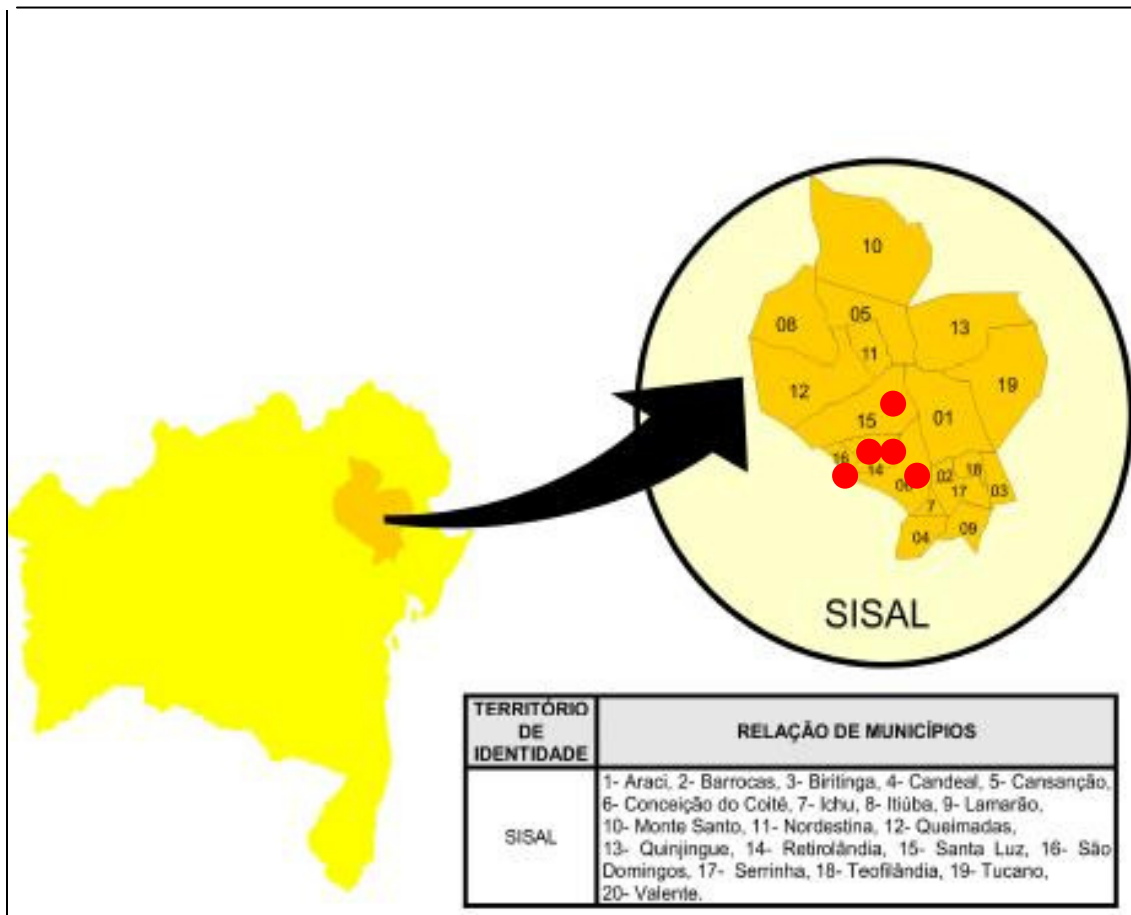 10
05
13
08
11
12
19
15
01
16
14
02
18
06
17
03
7
04
09
SISAL
TERRITÓRIO DE IDENTIDADE
RELAÇÃO DE MUNICÍPIOS
SISAL
1- Araci, 2- Barrocas, 3- Biritinga, 4- Candeal, 5- Cansanção,
6- Conceição do Coité, 7- Ichu, 8- Itiúba, 9- Lamarão,
10- Monte Santo, 11- Nordestina, 12- Queimadas,
13- Quinjingue, 14- Retirolândia, 15- Santa Luz, 16- São
Domingos, 17- Serrinha, 18- Teofilândia, 19- Tucano,
20- Valente.